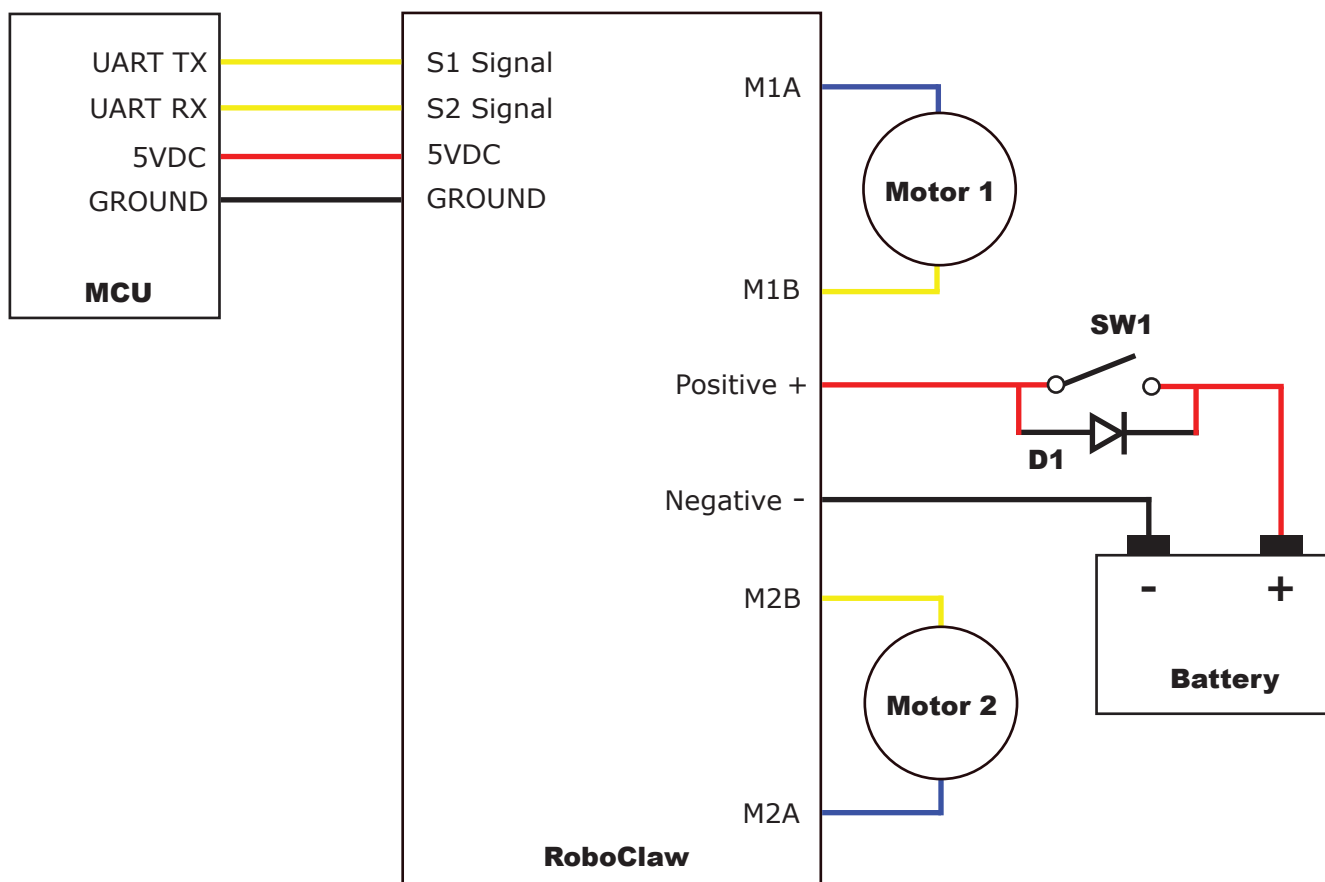 UART TX
UART RX
5VDC
GROUND
MCU
S1 Signal
S2 Signal
5VDC
GROUND
M1A
M1B
Positive +
Negative -
M2B
M2A
RoboClaw
Motor 1
SW1
D1
- +
Battery
Motor 2